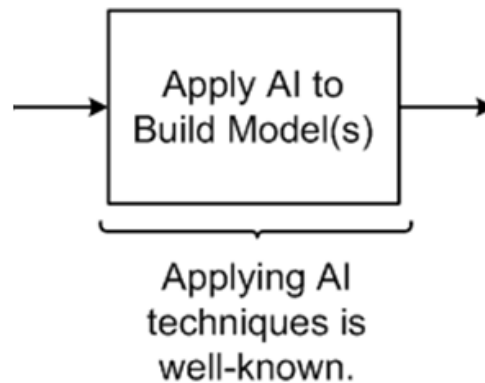 Apply AI to
Build Model(s)
Applying AI
techniques is
well-known.